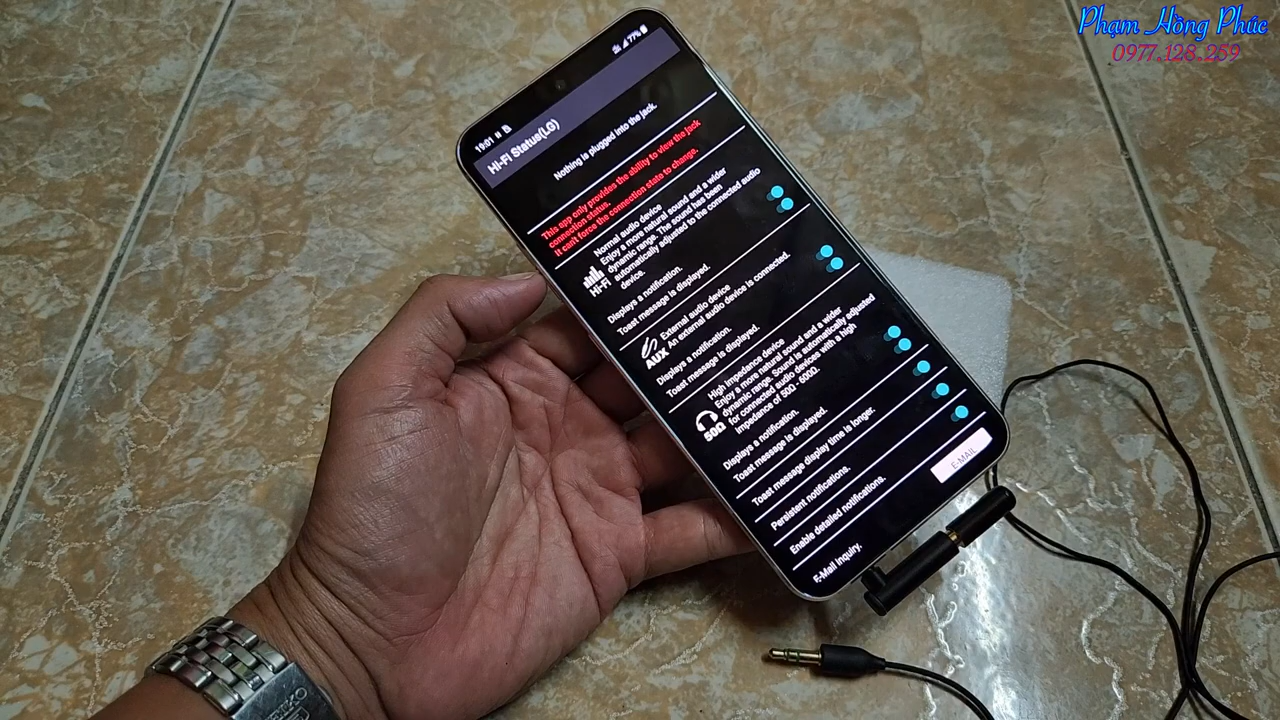 Phạm Hồng Phúc
0977.128.259
19:01
77%
Hi-Fi Status(LG)
Nothing is plugged into the jack.
This app only provides the ability to view the jack
connection status.
It can't force the connection state to change.
Normal audio device
Enjoy a more natural sound and a wider
dynamic range. The sound has been
automatically adjusted to the connected audio
device.
Hi-Fi
Displays a notification.
Toast message is displayed.
External audio device
An external audio device is connected.
AUX
Displays a notification.
Toast message is displayed.
High impedance device
Enjoy a more natural sound and a wider
dynamic range. Sound is automatically adjusted
for connected audio devices with a high
impedance of 50Ω - 600Ω.
50Ω
Displays a notification.
Toast message is displayed.
Toast message display time is longer.
Persistent notifications.
Enable detailed notifications.
E-Mail inquiry.
E-MAIL